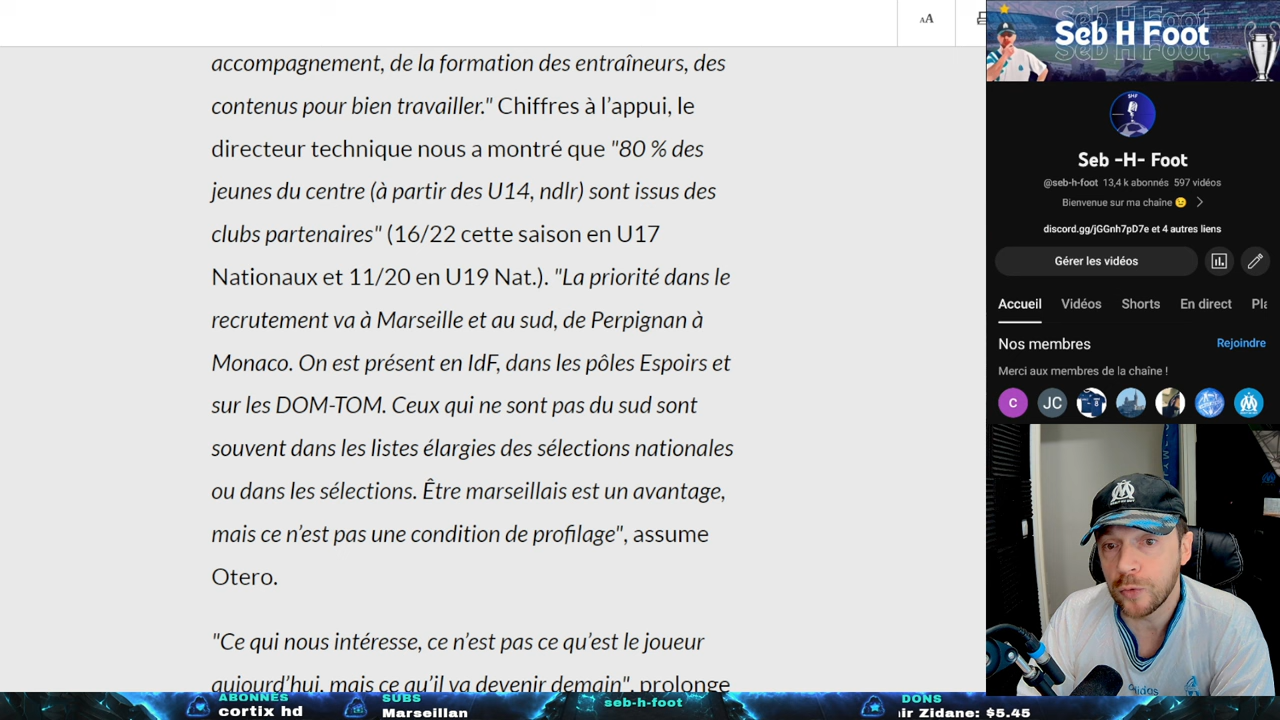 AA
accompagnement, de la formation des entraîneurs, des
contenus pour bien travailler." Chiffres à l’appui, le
directeur technique nous a montré que "80 % des
jeunes du centre (à partir des U14, ndlr) sont issus des
clubs partenaires" (16/22 cette saison en U17
Nationaux et 11/20 en U19 Nat.). "La priorité dans le
recrutement va à Marseille et au sud, de Perpignan à
Monaco. On est présent en IdF, dans les pôles Espoirs et
sur les DOM-TOM. Ceux qui ne sont pas du sud sont
souvent dans les listes élargies des sélections nationales
ou dans les sélections. Être marseillais est un avantage,
mais ce n’est pas une condition de profilage", assume
Otero.
"Ce qui nous intéresse, ce n’est pas ce qu’est le joueur
aujourd’hui, mais ce qu’il va devenir demain", prolonge
Seb H Foot
Seb -H- Foot
@seb-h-foot 13,4 k abonnés 597 vidéos
Bienvenue sur ma chaîne
discord.gg/jGGnh7pD7e et 4 autres liens
Gérer les vidéos
Accueil Vidéos Shorts En direct Pla
Nos membres Rejoindre
Merci aux membres de la chaîne !
C JC
ABONNÉS
cortix hd
SUBS
Marseillan
seb-h-foot
DONS
ir Zidane: $5.45